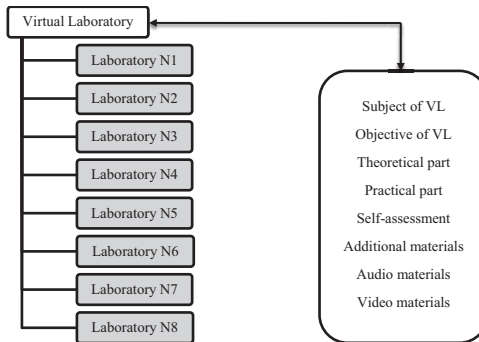 Virtual Laboratory
Laboratory N1
Laboratory N2
Laboratory N3
Laboratory N4
Laboratory N5
Laboratory N6
Laboratory N7
Laboratory N8
Subject of VL
Objective of VL
Theoretical part
Practical part
Self-assessment
Additional materials
Audio materials
Video materials